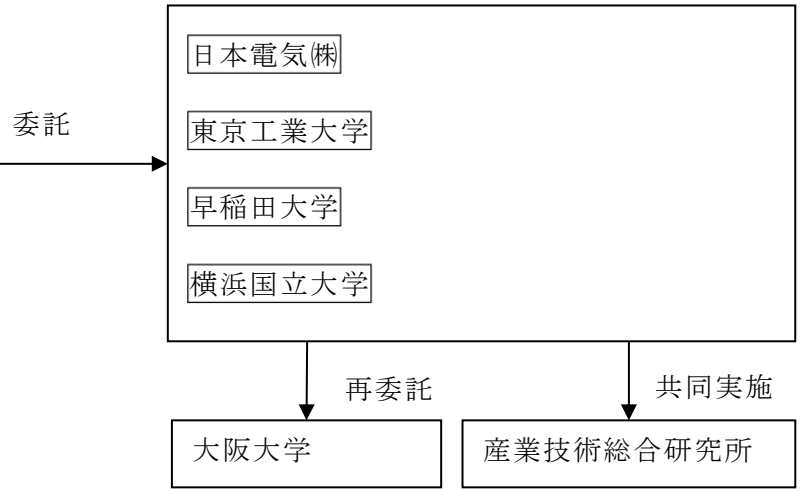 日本電気㈱
委託
東京工業大学
早稲田大学
横浜国立大学
再委託
共同実施
大阪大学
産業技術総合研究所